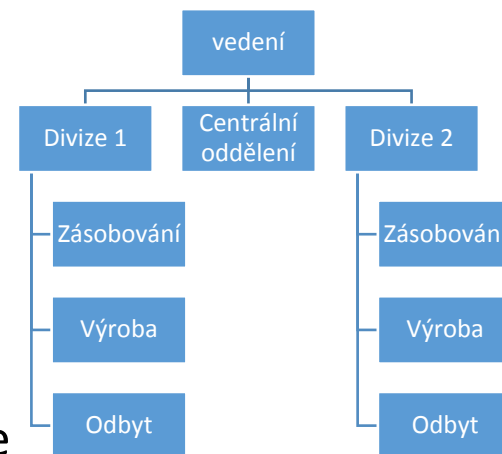 vedení
Divize 1
Centrální
oddělení
Divize 2
Zásobování
Zásobován
Výroba
Výroba
Odbyt
Odbyt
e